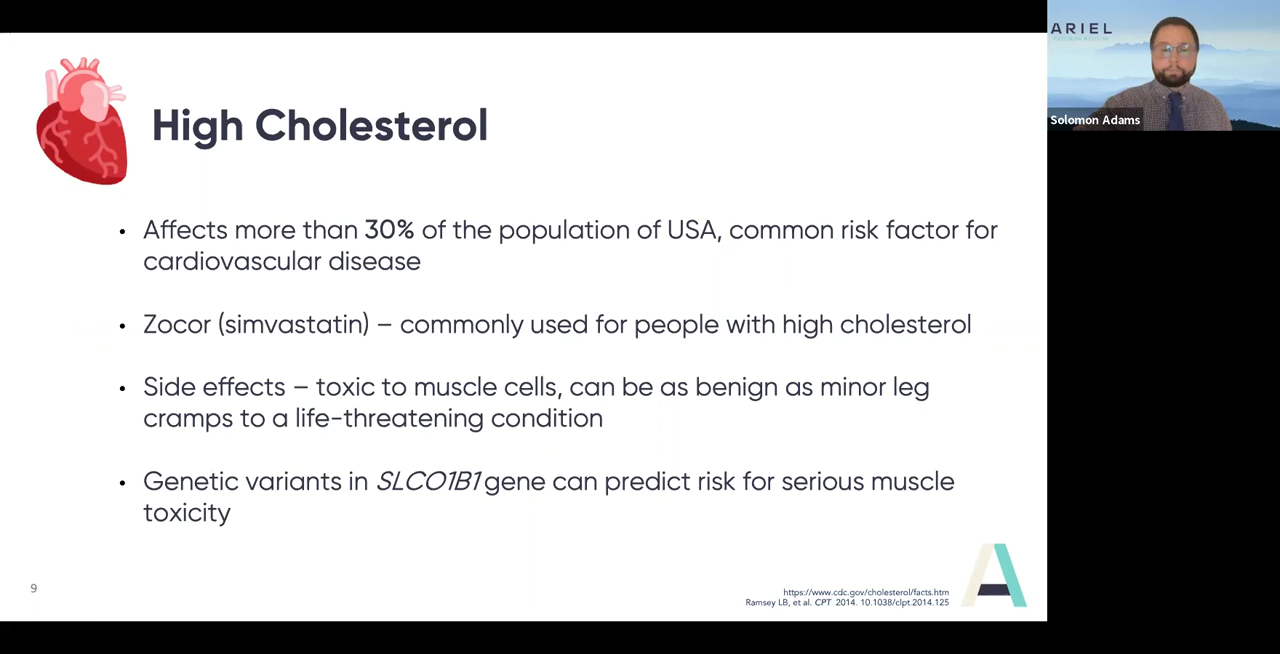 High Cholesterol
• Affects more than 30% of the population of USA, common risk factor for
cardiovascular disease
• Zocor (simvastatin) – commonly used for people with high cholesterol
• Side effects – toxic to muscle cells, can be as benign as minor leg
cramps to a life-threatening condition
• Genetic variants in SLCO1B1 gene can predict risk for serious muscle
toxicity
9
https://www.cdc.gov/cholesterol/facts.htm
Ramsey LB, et al. CPT 2014. 10.1038/clpt.2014.125
A
ARIEL
PRECISION MEDICINE
Solomon Adams